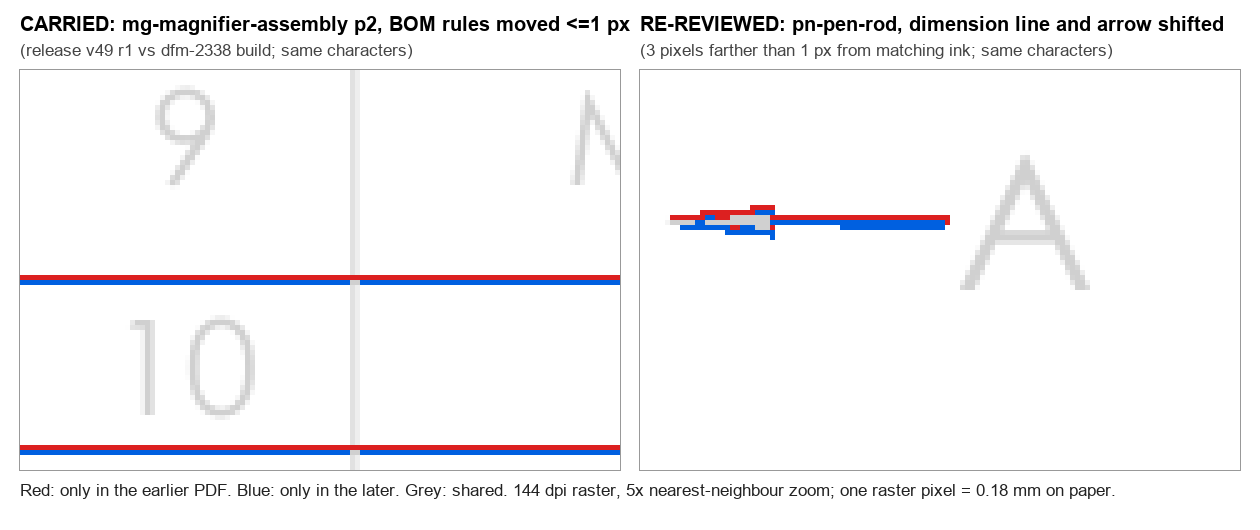 CARRIED: mg-magnifier-assembly p2, BOM rules moved <=1 px
(release v49 r1 vs dfm-2338 build; same characters)
9
10
RE-REVIEWED: pn-pen-rod, dimension line and arrow shifted
(3 pixels farther than 1 px from matching ink; same characters)
A
Red: only in the earlier PDF. Blue: only in the later. Grey: shared. 144 dpi raster, 5x nearest-neighbour zoom; one raster pixel = 0.18 mm on paper.